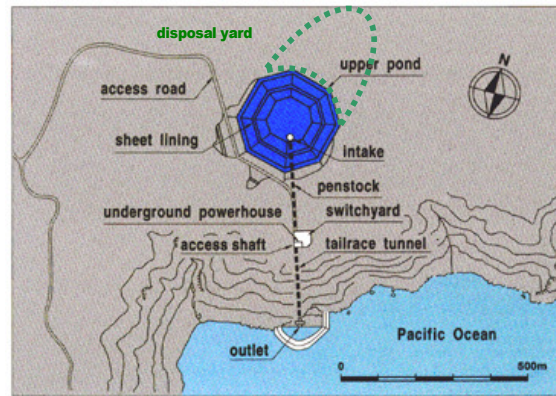 disposal yard
N
upper pond
access road
sheet lining
intake
penstock
underground powerhouse
switchyard
access shaft
tailrace tunnel
Pacific Ocean
outlet
0
500m